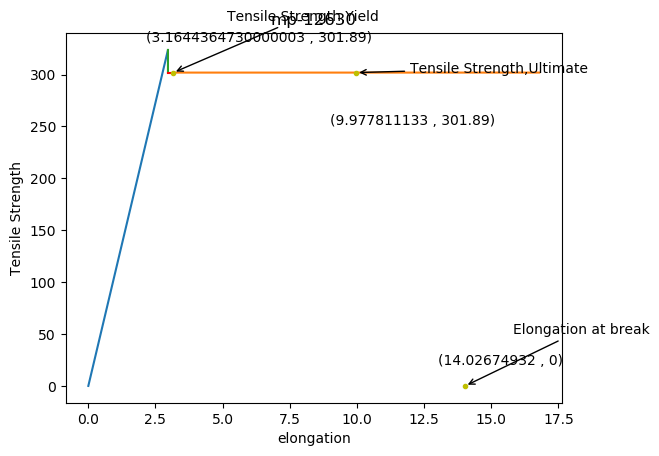 Tensile Strength,Yield
mp-12630
(3.1644364730000003 , 301.89)
Tensile Strength,Ultimate
(9.977811133 , 301.89)
Elongation at break
(14.02674932 , 0)
300
250
200
150
100
50
0
Tensile Strength
0.0 2.5 5.0 7.5 10.0 12.5 15.0 17.5
elongation